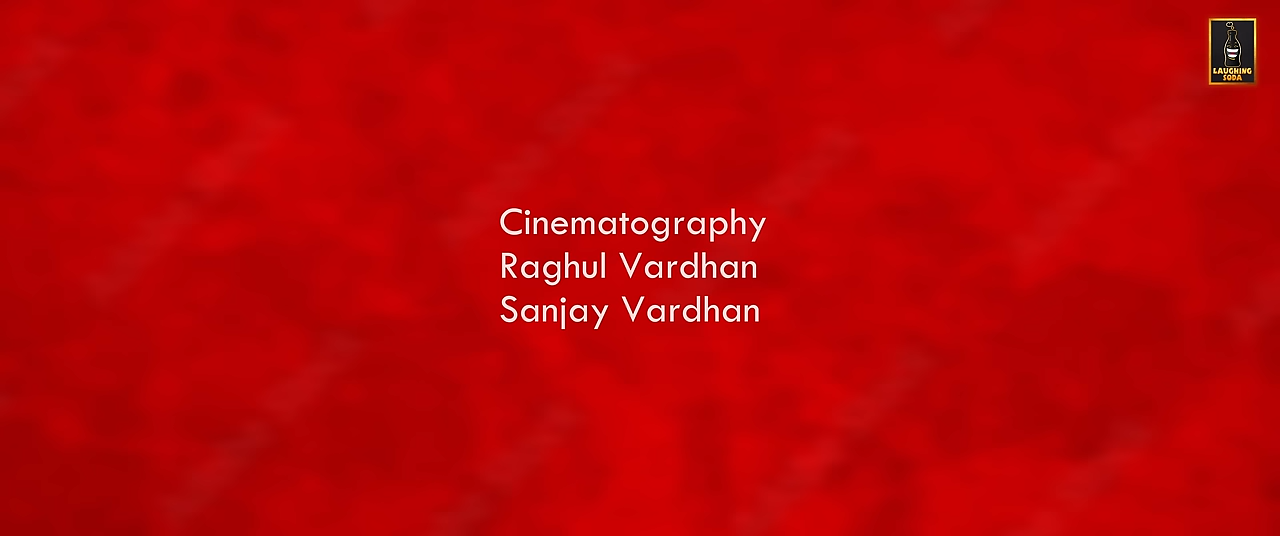 LAUGHING
SODA
Cinematography
Raghul Vardhan
Sanjay Vardhan